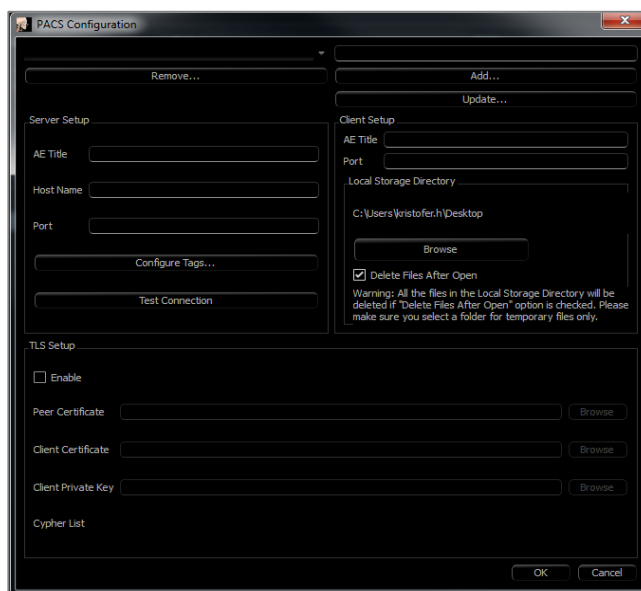 PACS Configuration
Remove...
Add...
Update...
Server Setup
AE Title
Host Name
Port
Configure Tags...
Test Connection
Client Setup
AE Title
Port
Local Storage Directory
C:\Users\kristofer.h\Desktop
Browse
Delete Files After Open
Warning: All the files in the Local Storage Directory will be
deleted if "Delete Files After Open" option is checked. Please
make sure you select a folder for temporary files only.
TLS Setup
Enable
Peer Certificate Browse
Client Certificate Browse
Client Private Key Browse
Cypher List
OK Cancel